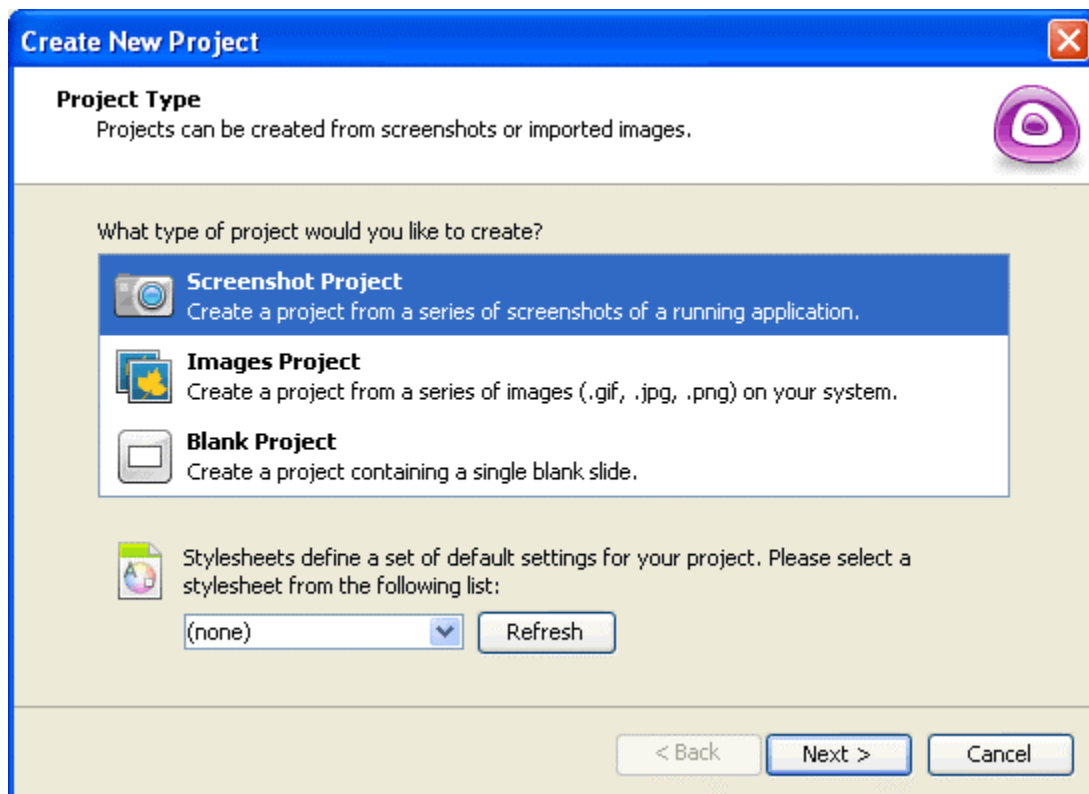 Create New Project
Project Type
Projects can be created from screenshots or imported images.
What type of project would you like to create?
Screenshot Project
Create a project from a series of screenshots of a running application.
Images Project
Create a project from a series of images (.gif, .jpg, .png) on your system.
Blank Project
Create a project containing a single blank slide.
Stylesheets define a set of default settings for your project. Please select a
stylesheet from the following list:
(none) Refresh
< Back Next > Cancel